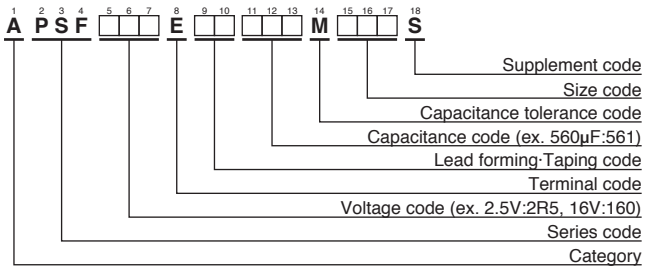 1 2 3 4 5 6 7 8 9 10 11 12 13 14 15 16 17 18
A P S F E M S
Supplement code
Size code
Capacitance tolerance code
Capacitance code (ex. 560µF:561)
Lead forming·Taping code
Terminal code
Voltage code (ex. 2.5V:2R5, 16V:160)
Series code
Category